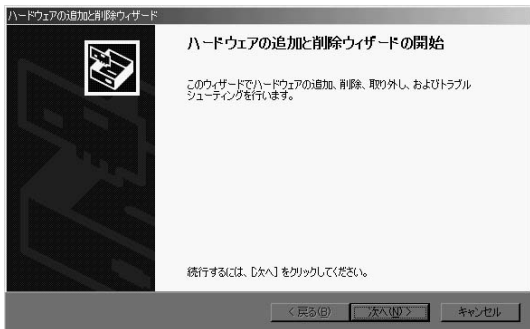 ハードウェアの追加と削除ウィザード
ハードウェアの追加と削除ウィザードの開始
このウィザードでハードウェアの追加、削除、取り外し、およびトラブル
シューティングを行います。
続行するには、[次へ] をクリックしてください。
< 戻る(B)
次へ(N) >
キャンセル